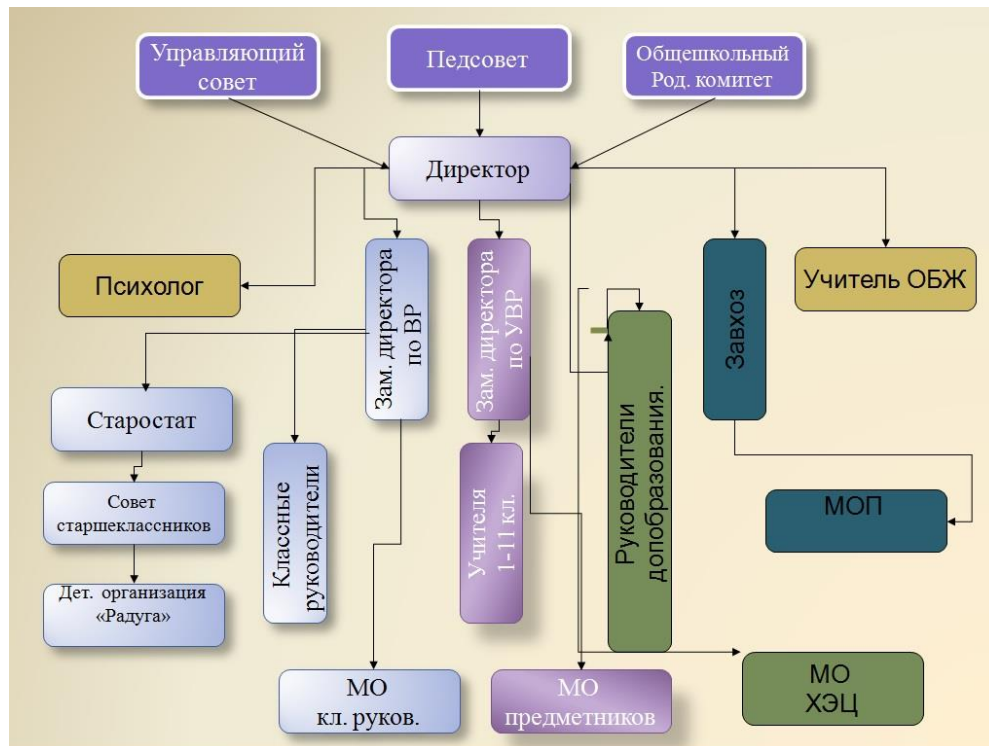 Управляющий
совет
Педсовет
Общешкольный
Род. комитет
Директор
Психолог
Зам. директора
по ВР
Зам. директора
по УВР
Завхоз
Учитель ОБЖ
Старостат
Совет
старшеклассников
Дет. организация
«Радуга»
Классные
руководители
Учителя
1-11 кл.
Руководители
допобразования.
МОП
МО
кл. руков.
МО
предметников
МО
ХЭЦ